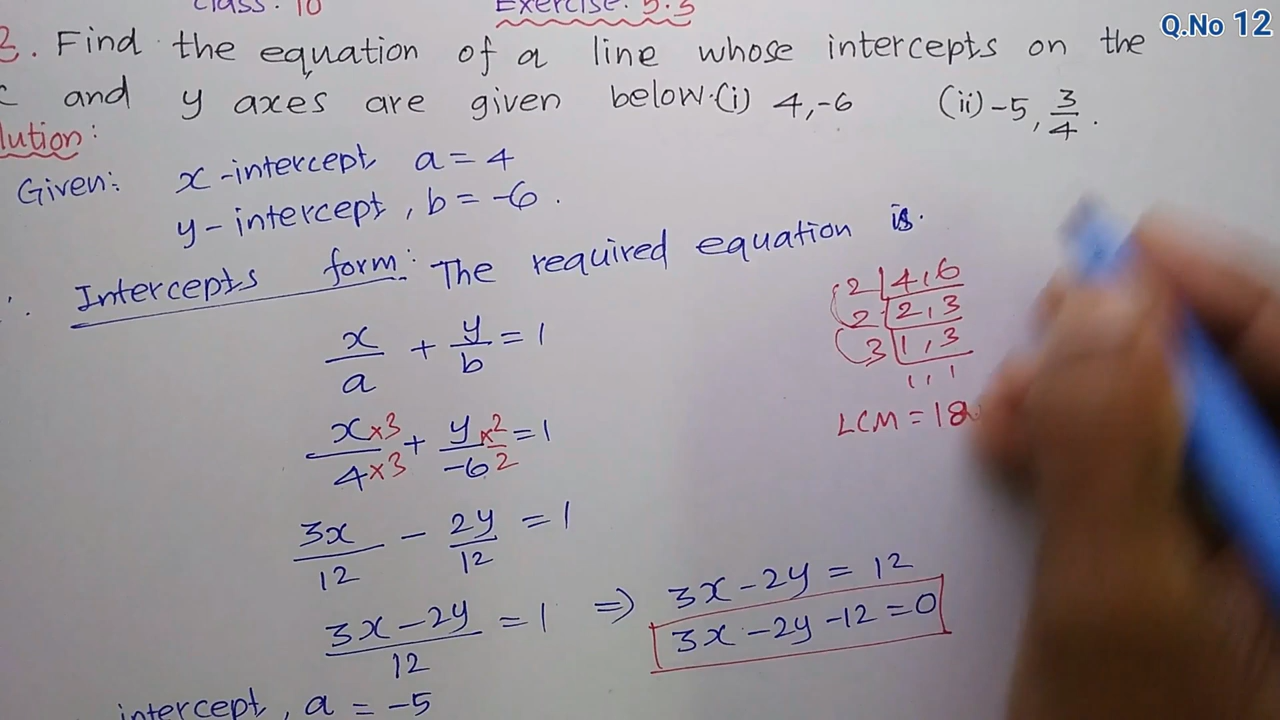 Class: 10 Exercise: 5.3
Q.No 12
2. Find the equation of a line whose intercepts on the
and y axes are given below.(i) 4,-6 (ii) -5, 3/4.
lution:
Given: x-intercept, a = 4
y-intercept, b = -6.
Intercepts form: The required equation is.
x/a + y/b = 1
x×3/4×3 + y×2/-6 2 = 1
3x/12 - 2y/12 = 1
3x-2y/12 = 1 ⇒ 3x-2y = 12
3x-2y-12=0
intercept, a = -5
2 | 4,6
2 | 2,3
3 | 1,3
1,1
LCM =